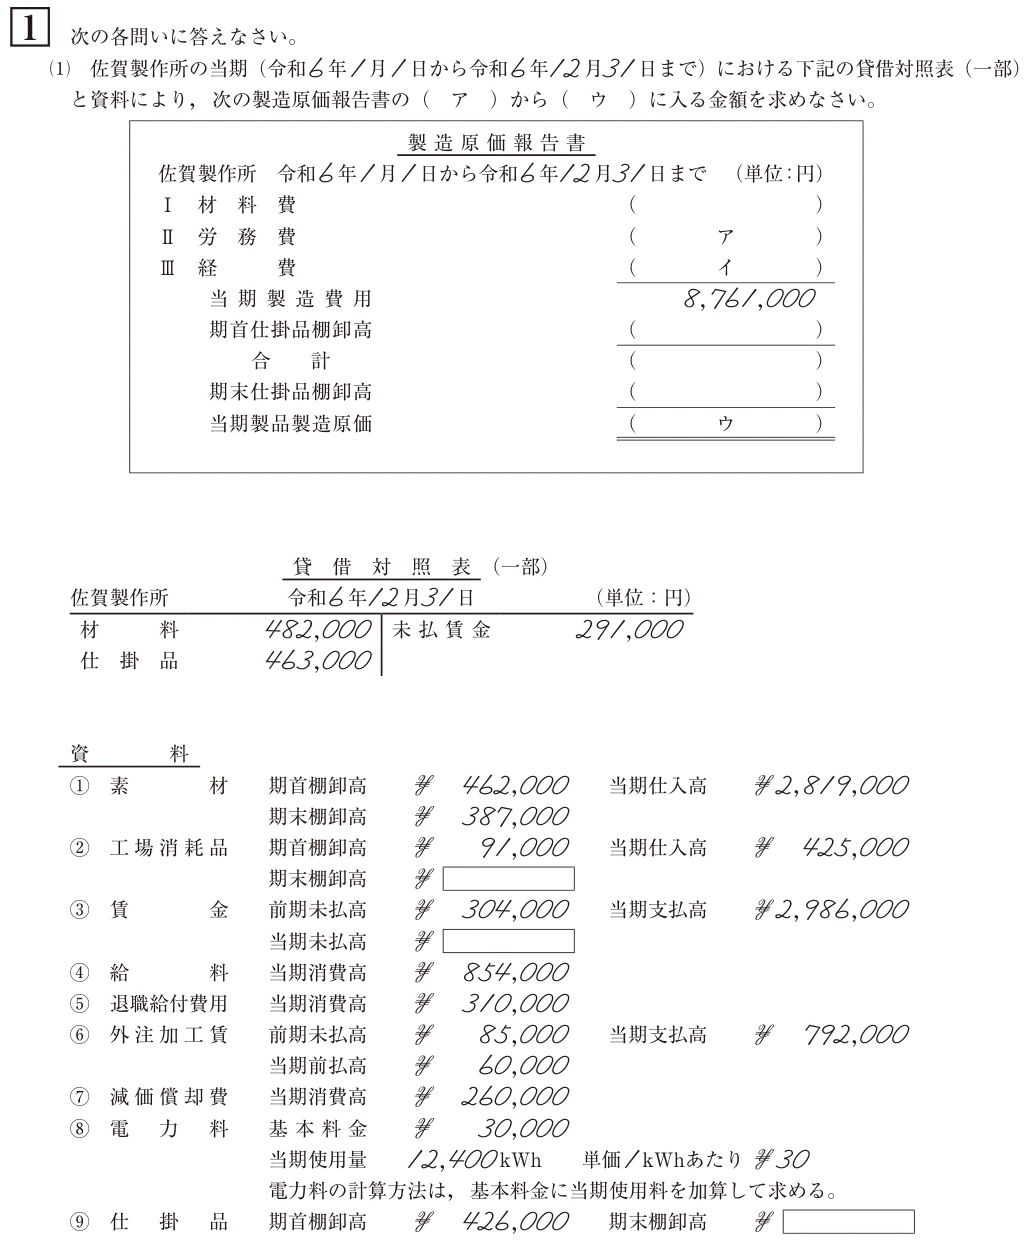 1 次の各問いに答えなさい。
(1) 佐賀製作所の当期（令和6年/月/日から令和6年/2月3/日まで）における下記の貸借対照表（一部）
と資料により，次の製造原価報告書の（　ア　）から（　ウ　）に入る金額を求めなさい。
製造原価報告書
佐賀製作所　令和6年/月/日から令和6年/2月3/日まで　（単位：円）
Ⅰ 材料費 （　　　）
Ⅱ 労務費 （　ア　）
Ⅲ 経費 （　イ　）
当期製造費用 8,761,000
期首仕掛品棚卸高 （　　　）
合計 （　　　）
期末仕掛品棚卸高 （　　　）
当期製品製造原価 （　ウ　）
貸借対照表（一部）
佐賀製作所　令和6年/2月3/日　（単位：円）
材料 482,000 未払賃金 291,000
仕掛品 463,000
資料
① 素材 期首棚卸高 ¥ 462,000 当期仕入高 ¥2,819,000
期末棚卸高 ¥ 387,000
② 工場消耗品 期首棚卸高 ¥ 91,000 当期仕入高 ¥ 425,000
期末棚卸高 ¥
③ 賃金 前期未払高 ¥ 304,000 当期支払高 ¥2,986,000
当期未払高 ¥
④ 給料 当期消費高 ¥ 854,000
⑤ 退職給付費用 当期消費高 ¥ 310,000
⑥ 外注加工賃 前期未払高 ¥ 85,000 当期支払高 ¥ 792,000
当期前払高 ¥ 60,000
⑦ 減価償却費 当期消費高 ¥ 260,000
⑧ 電力料 基本料金 ¥ 30,000
当期使用量 /2,400kWh 単価/kWhあたり ¥30
電力料の計算方法は，基本料金に当期使用料を加算して求める。
⑨ 仕掛品 期首棚卸高 ¥ 426,000 期末棚卸高 ¥